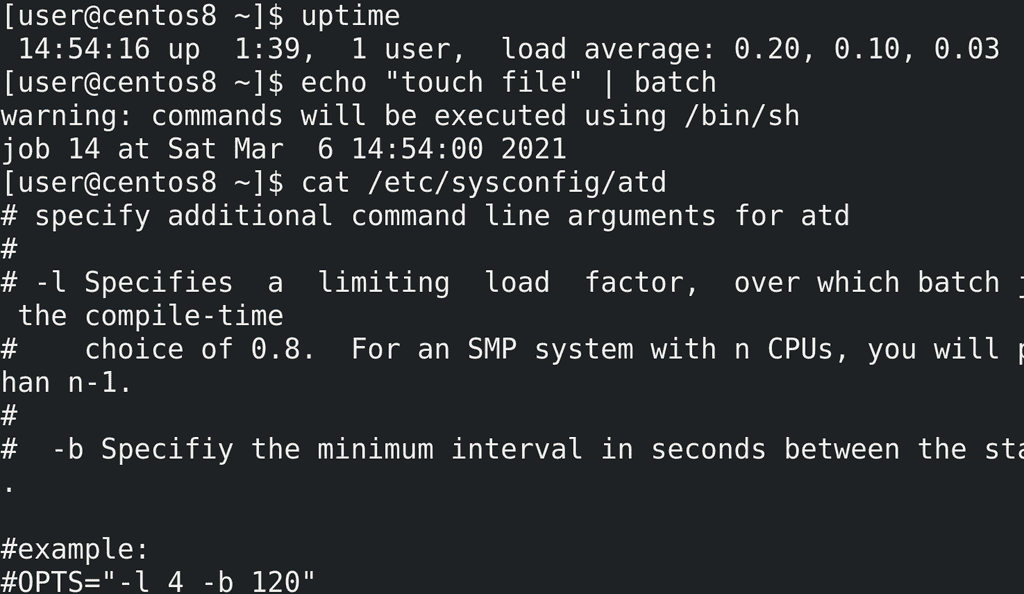 [user@centos8 ~]$ uptime
 14:54:16 up  1:39,  1 user,  load average: 0.20, 0.10, 0.03
[user@centos8 ~]$ echo "touch file" | batch
warning: commands will be executed using /bin/sh
job 14 at Sat Mar  6 14:54:00 2021
[user@centos8 ~]$ cat /etc/sysconfig/atd
# specify additional command line arguments for atd
#
# -l Specifies  a  limiting  load  factor,  over which batch
 the compile-time
#    choice of 0.8.  For an SMP system with n CPUs, you will
han n-1.
#
#  -b Specifiy the minimum interval in seconds between the
.

#example:
#OPTS="-l 4 -b 120"